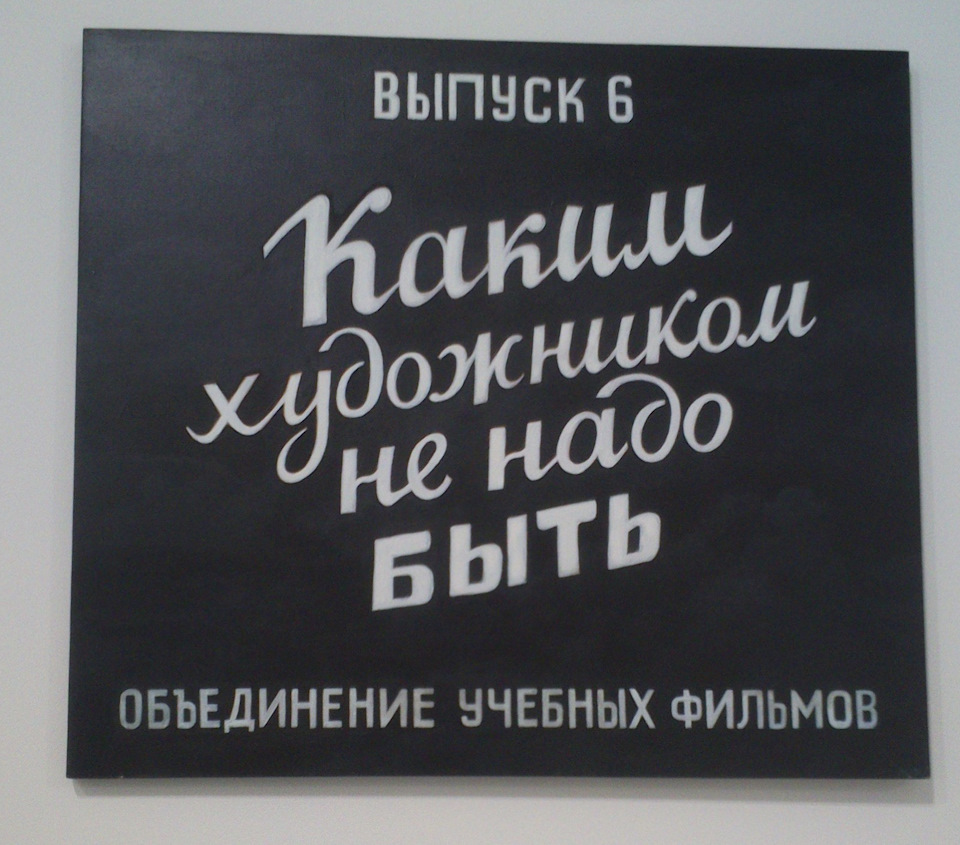 ВЫПУСК 6
Каким
художником
не надо
БЫТЬ
ОБЪЕДИНЕНИЕ УЧЕБНЫХ ФИЛЬМОВ